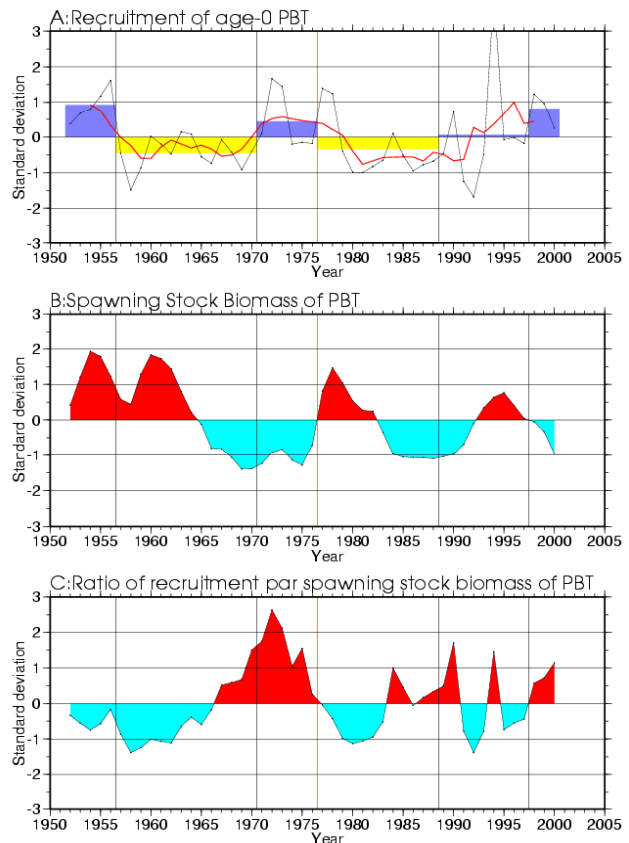 A:Recruitment of age-0 PBT
3
2
1
0
-1
-2
-3
Standard deviation
1950 1955 1960 1965 1970 1975 1980 1985 1990 1995 2000 2005
Year
B:Spawning Stock Biomass of PBT
3
2
1
0
-1
-2
-3
Standard deviation
1950 1955 1960 1965 1970 1975 1980 1985 1990 1995 2000 2005
Year
C:Ratio of recruitment par spawning stock biomass of PBT
3
2
1
0
-1
-2
-3
Standard deviation
1950 1955 1960 1965 1970 1975 1980 1985 1990 1995 2000 2005
Year